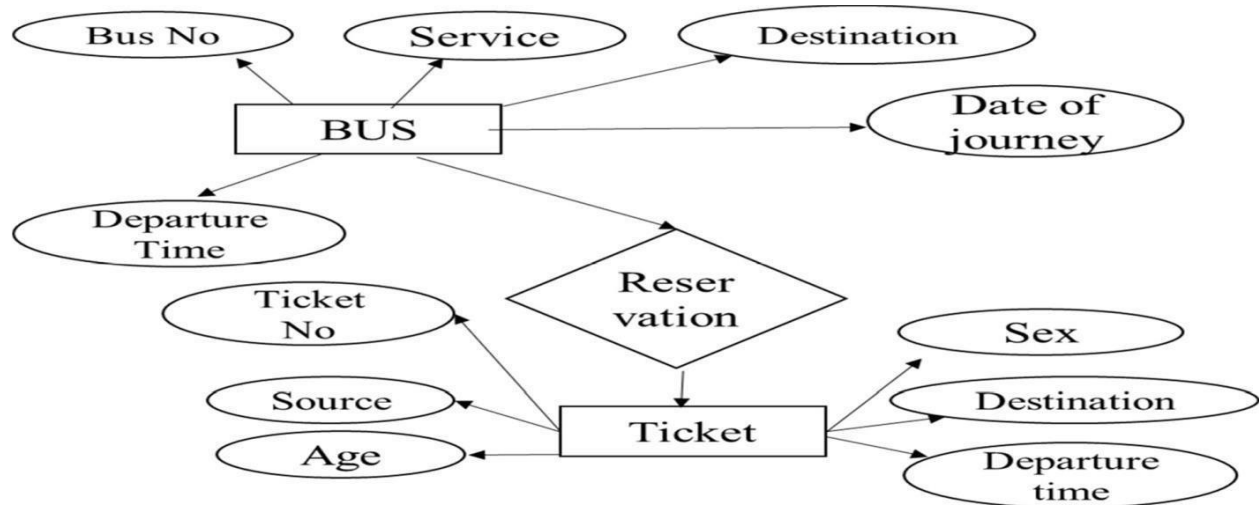 Bus No
Service
Destination
BUS
Date of
journey
Departure
Time
Reser
vation
Ticket
No
Sex
Source
Destination
Ticket
Age
Departure
time